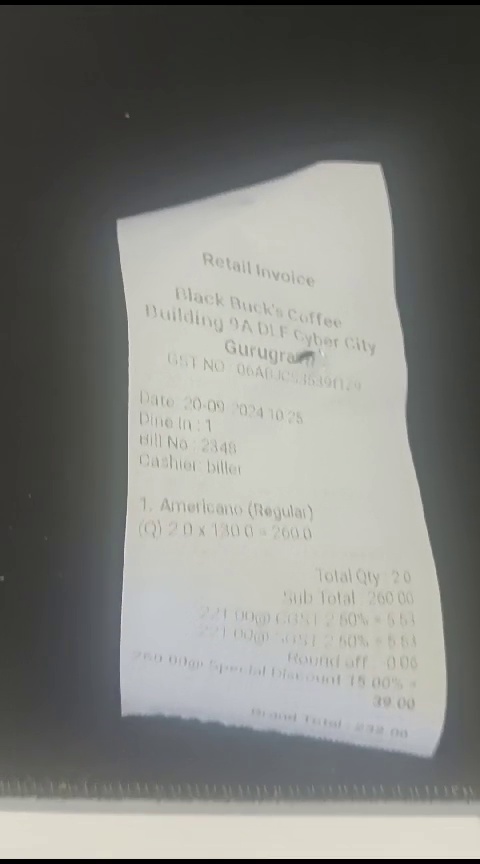 Retail Invoice
Black Buck's Coffee
Building 9A DLF Cyber City
Gurugram
GST NO
Date 20-09 2024 10 25
Dine In : 1
Bill No 2348
Cashier biller
1. Americano (Regular)
(Q) 2.0 x 130.0 = 260.0
Total Qty 2.0
Sub Total 260.00
221.00@ CGST 2.50% = 5.53
221.00@ SGST 2.50% = 5.53
Round off -0.06
260.00@ Special Discount 15.00% =
39.00
Grand Total 232.00